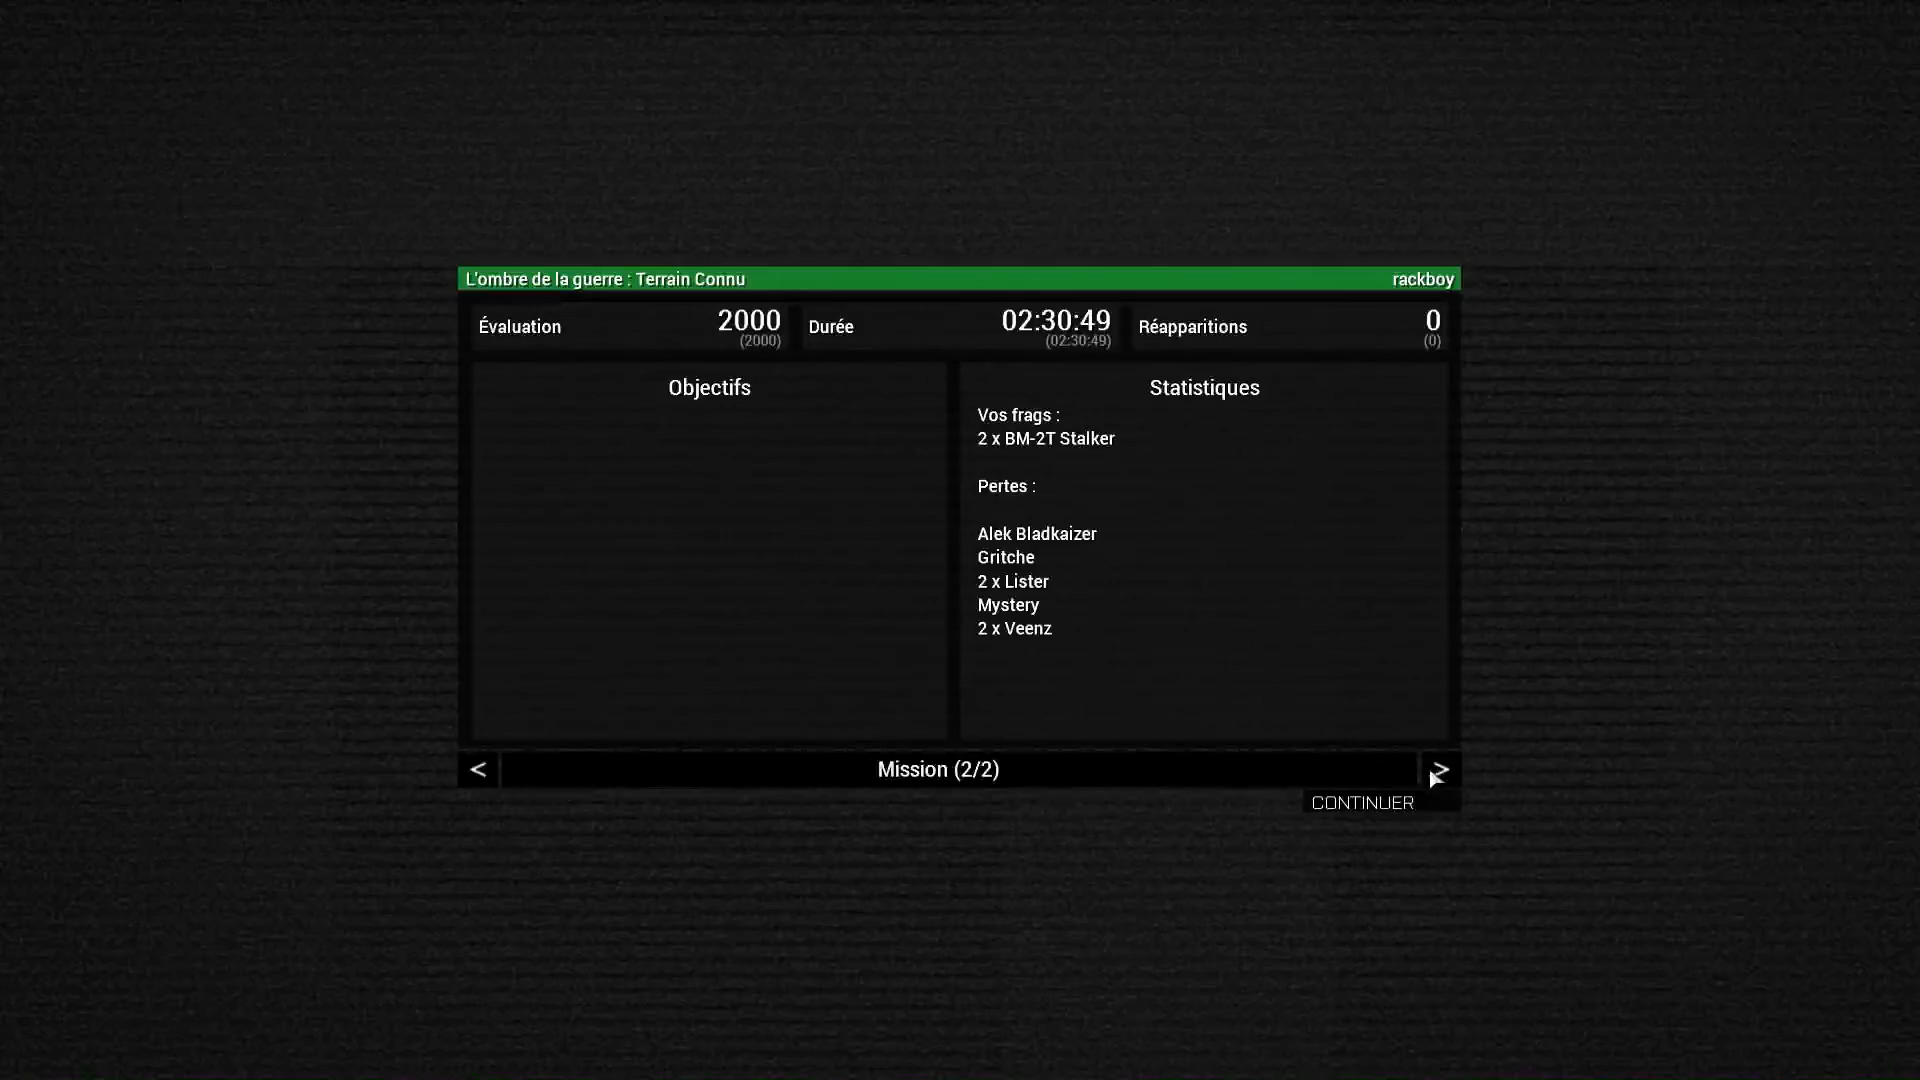 L'ombre de la guerre : Terrain Connu
rackboy
Évaluation
2000
(2000)
Durée
02:30:49
(02:30:49)
Réapparitions
0
(0)
Objectifs
Statistiques
Vos frags :
2 x BM-2T Stalker
Pertes :
Alek Bladkaizer
Gritche
2 x Lister
Mystery
2 x Veenz
<
Mission (2/2)
>
CONTINUER